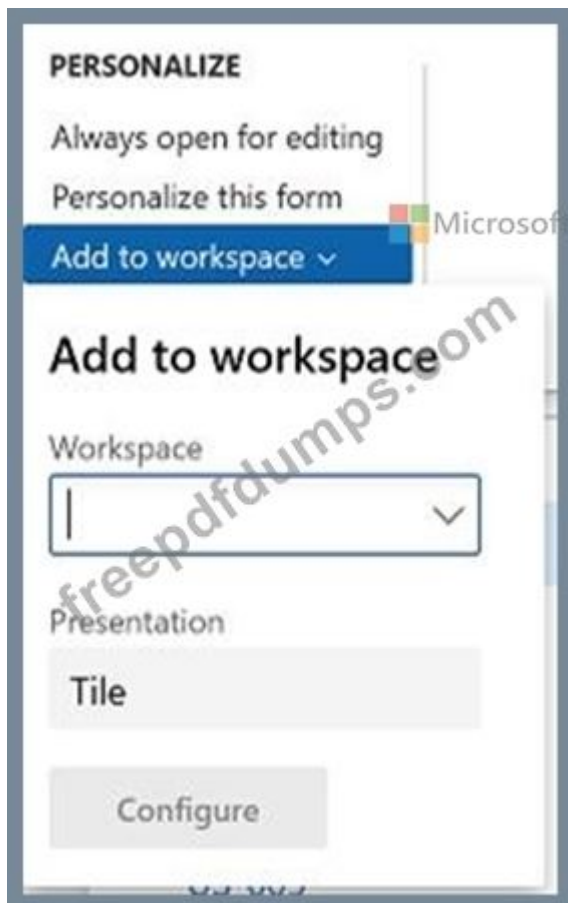 PERSONALIZE
Always open for editing
Personalize this form
Microsoft
Add to workspace
Add to workspace
Workspace
freepdfdumps.com
Presentation
Tile
Configure